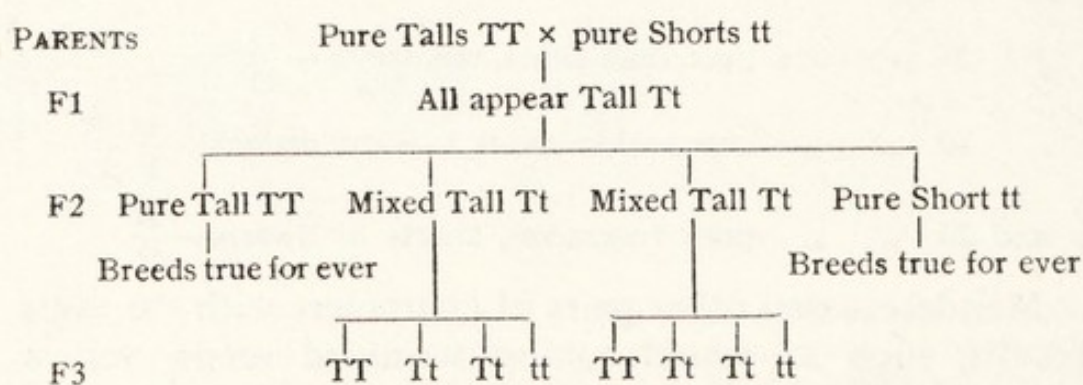 PARENTS Pure Talls TT × pure Shorts tt
F1 All appear Tall Tt
F2 Pure Tall TT Mixed Tall Tt Mixed Tall Tt Pure Short tt
Breeds true for ever Breeds true for ever
F3 TT Tt Tt tt TT Tt Tt tt